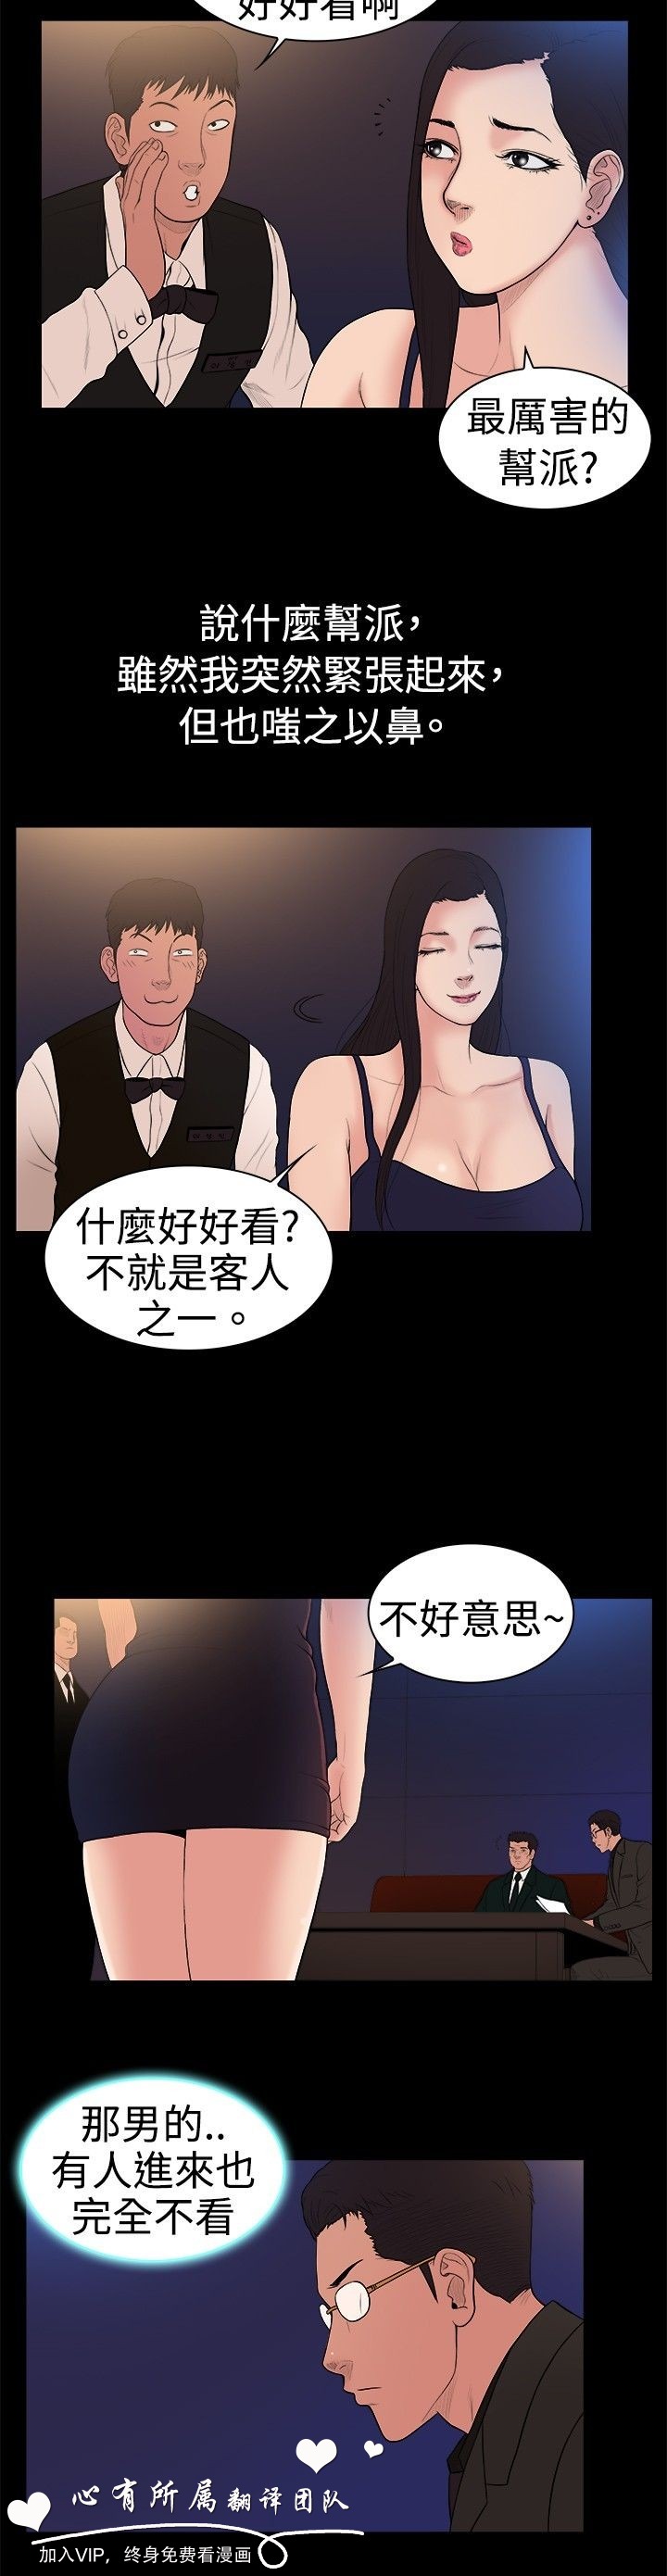 好好看啊
最厲害的
幫派?
說什麼幫派，
雖然我突然緊張起來，
但也嗤之以鼻。
什麼好好看?
不就是客人
之一。
不好意思~
那男的..
有人進來也
完全不看
心有所属翻译团队
加入VIP，终身免费看漫画